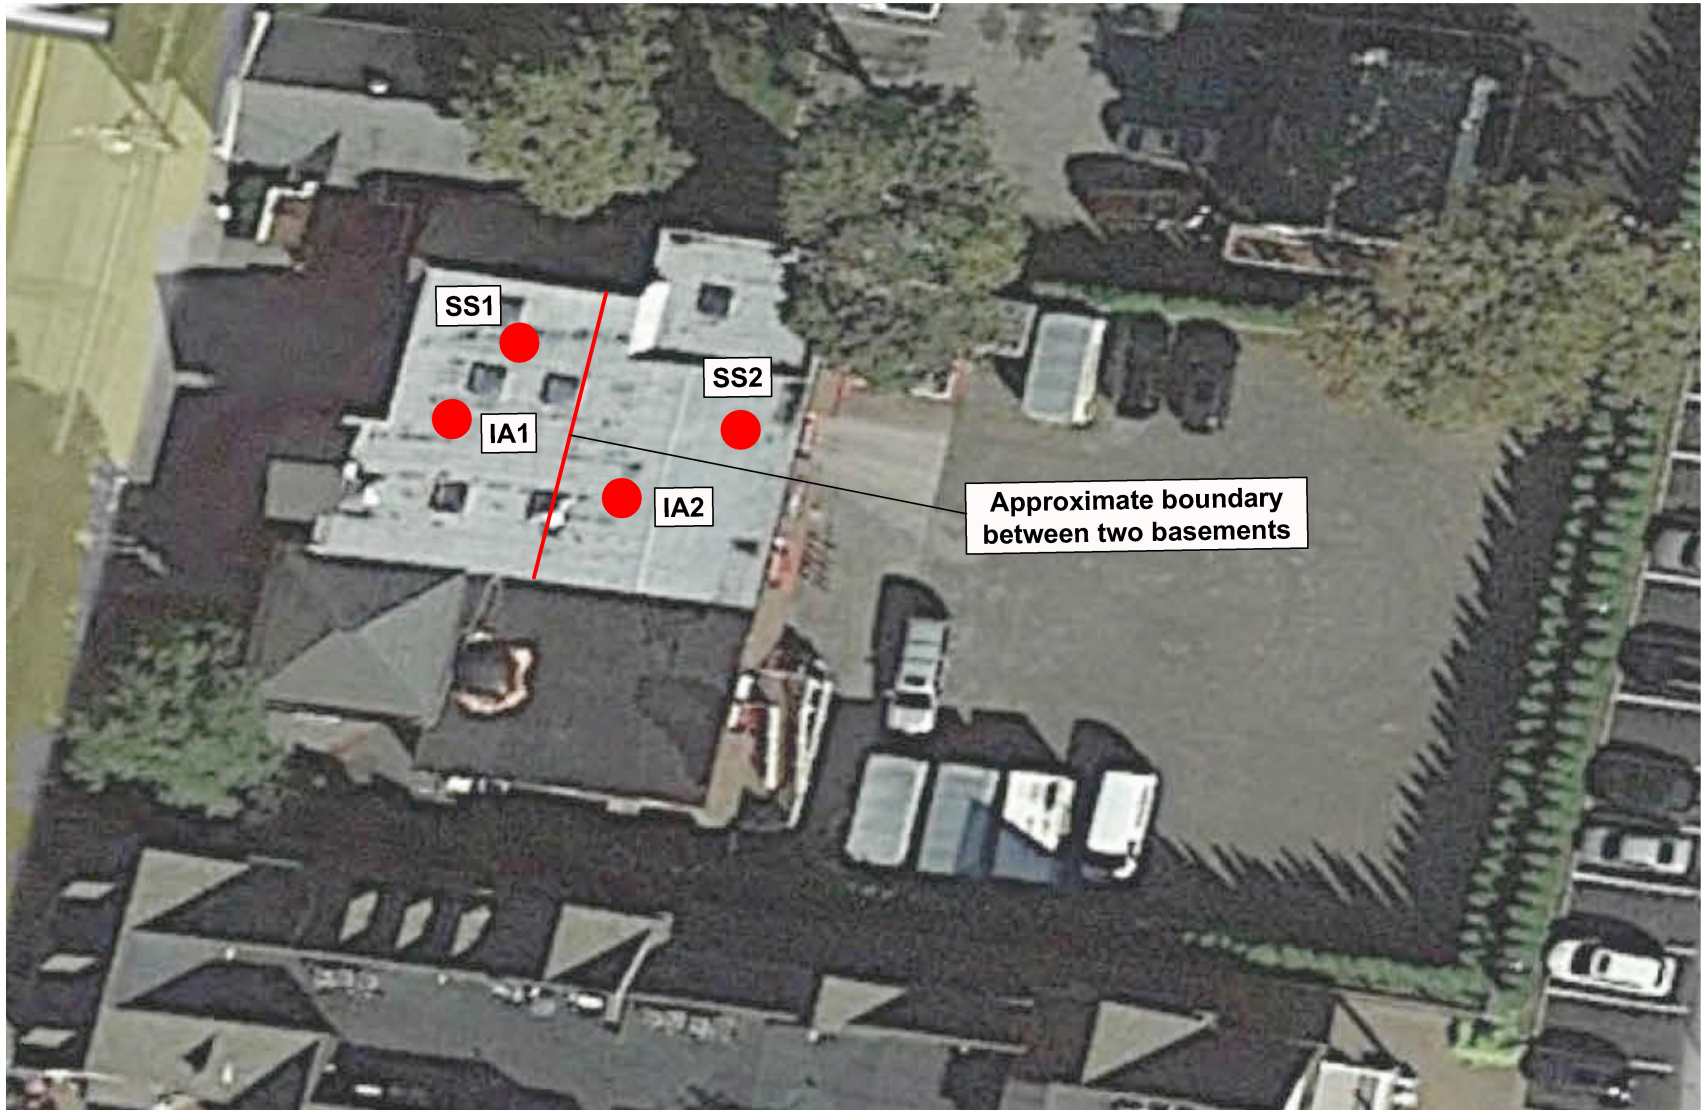 SS1
SS2
IA1
IA2
Approximate boundary
between two basements